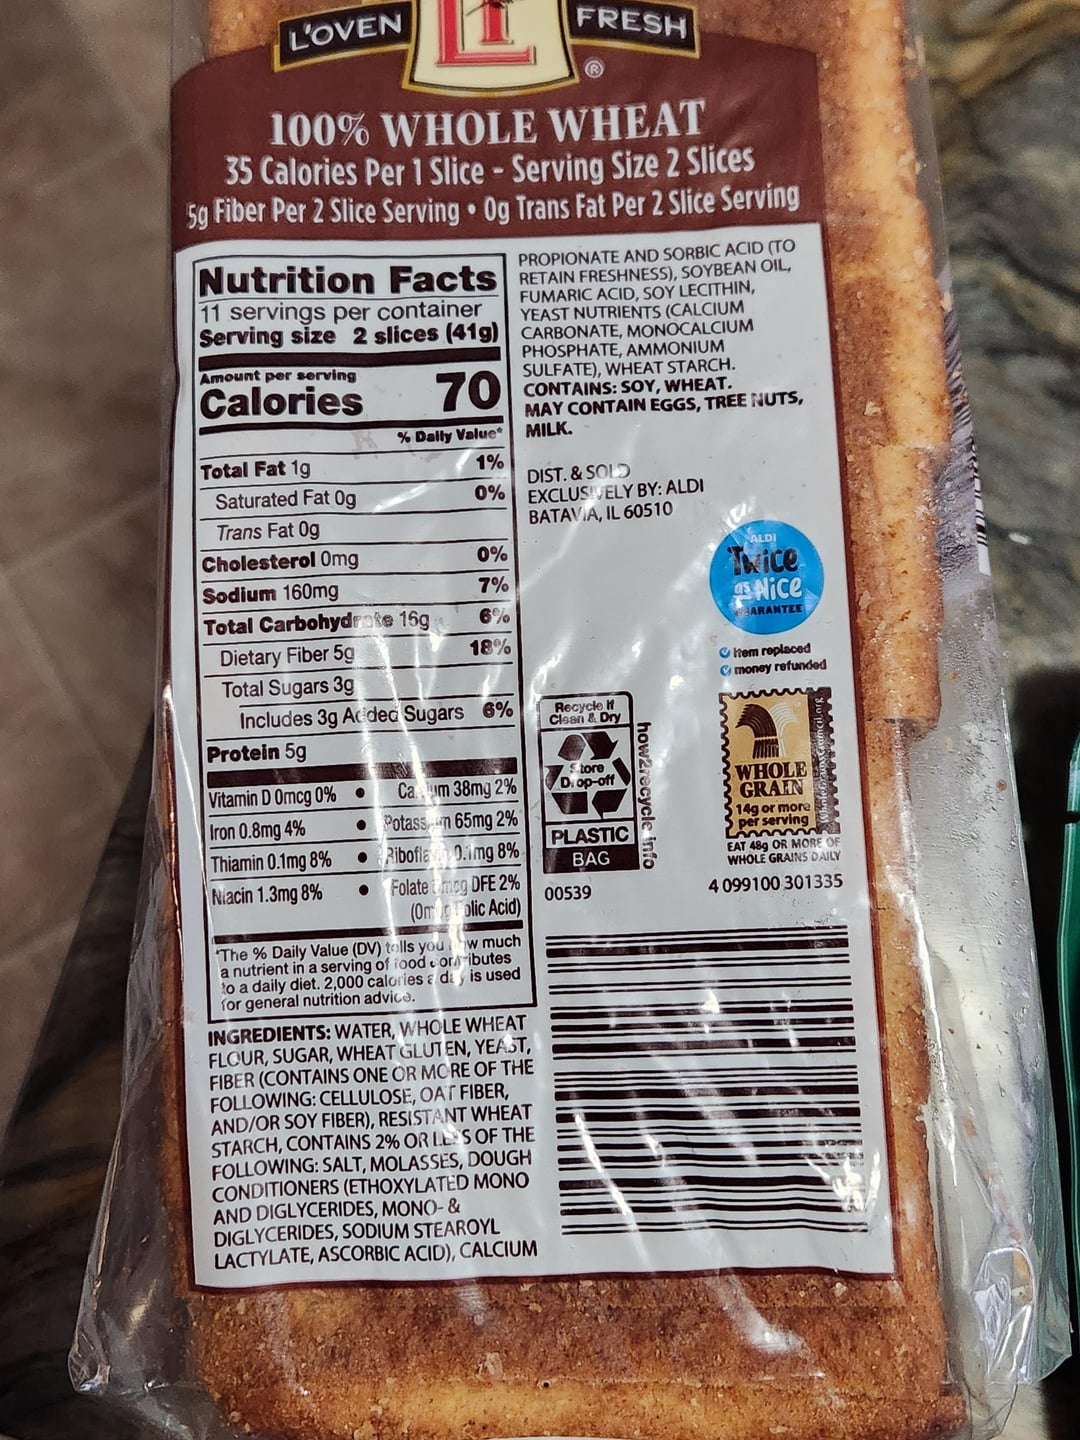 L'OVEN FRESH
®
100% WHOLE WHEAT
35 Calories Per 1 Slice - Serving Size 2 Slices
5g Fiber Per 2 Slice Serving • 0g Trans Fat Per 2 Slice Serving
Nutrition Facts
11 servings per container
Serving size 2 slices (41g)
Amount per serving
Calories 70
% Daily Value*
Total Fat 1g 1%
Saturated Fat 0g 0%
Trans Fat 0g
Cholesterol 0mg 0%
Sodium 160mg 7%
Total Carbohydrate 16g 6%
Dietary Fiber 5g 18%
Total Sugars 3g
Includes 3g Added Sugars 6%
Protein 5g
Vitamin D 0mcg 0% • Calcium 38mg 2%
Iron 0.8mg 4% • Potassium 65mg 2%
Thiamin 0.1mg 8% • Riboflavin 0.1mg 8%
Niacin 1.3mg 8% • Folate DFE 2%
(0mcg Folic Acid)
*The % Daily Value (DV) tells you how much
a nutrient in a serving of food contributes
to a daily diet. 2,000 calories a day is used
for general nutrition advice.
INGREDIENTS: WATER, WHOLE WHEAT
FLOUR, SUGAR, WHEAT GLUTEN, YEAST,
FIBER (CONTAINS ONE OR MORE OF THE
FOLLOWING: CELLULOSE, OAT FIBER,
AND/OR SOY FIBER), RESISTANT WHEAT
STARCH, CONTAINS 2% OR LESS OF THE
FOLLOWING: SALT, MOLASSES, DOUGH
CONDITIONERS (ETHOXYLATED MONO
AND DIGLYCERIDES, MONO- &
DIGLYCERIDES, SODIUM STEAROYL
LACTYLATE, ASCORBIC ACID), CALCIUM
PROPIONATE AND SORBIC ACID (TO
RETAIN FRESHNESS), SOYBEAN OIL,
FUMARIC ACID, SOY LECITHIN,
YEAST NUTRIENTS (CALCIUM
CARBONATE, MONOCALCIUM
PHOSPHATE, AMMONIUM
SULFATE), WHEAT STARCH.
CONTAINS: SOY, WHEAT.
MAY CONTAIN EGGS, TREE NUTS,
MILK.
DIST. & SOLD
EXCLUSIVELY BY: ALDI
BATAVIA, IL 60510
ALDI
Twice
as Nice
GUARANTEE
item replaced
money refunded
Recycle if
Clean & Dry
Store
Drop-off
PLASTIC
BAG
how2recycle.info
00539
WHOLE
GRAIN
14g or more
per serving
WholeGrainsCouncil.org
EAT 48g OR MORE OF
WHOLE GRAINS DAILY
4 099100 301335